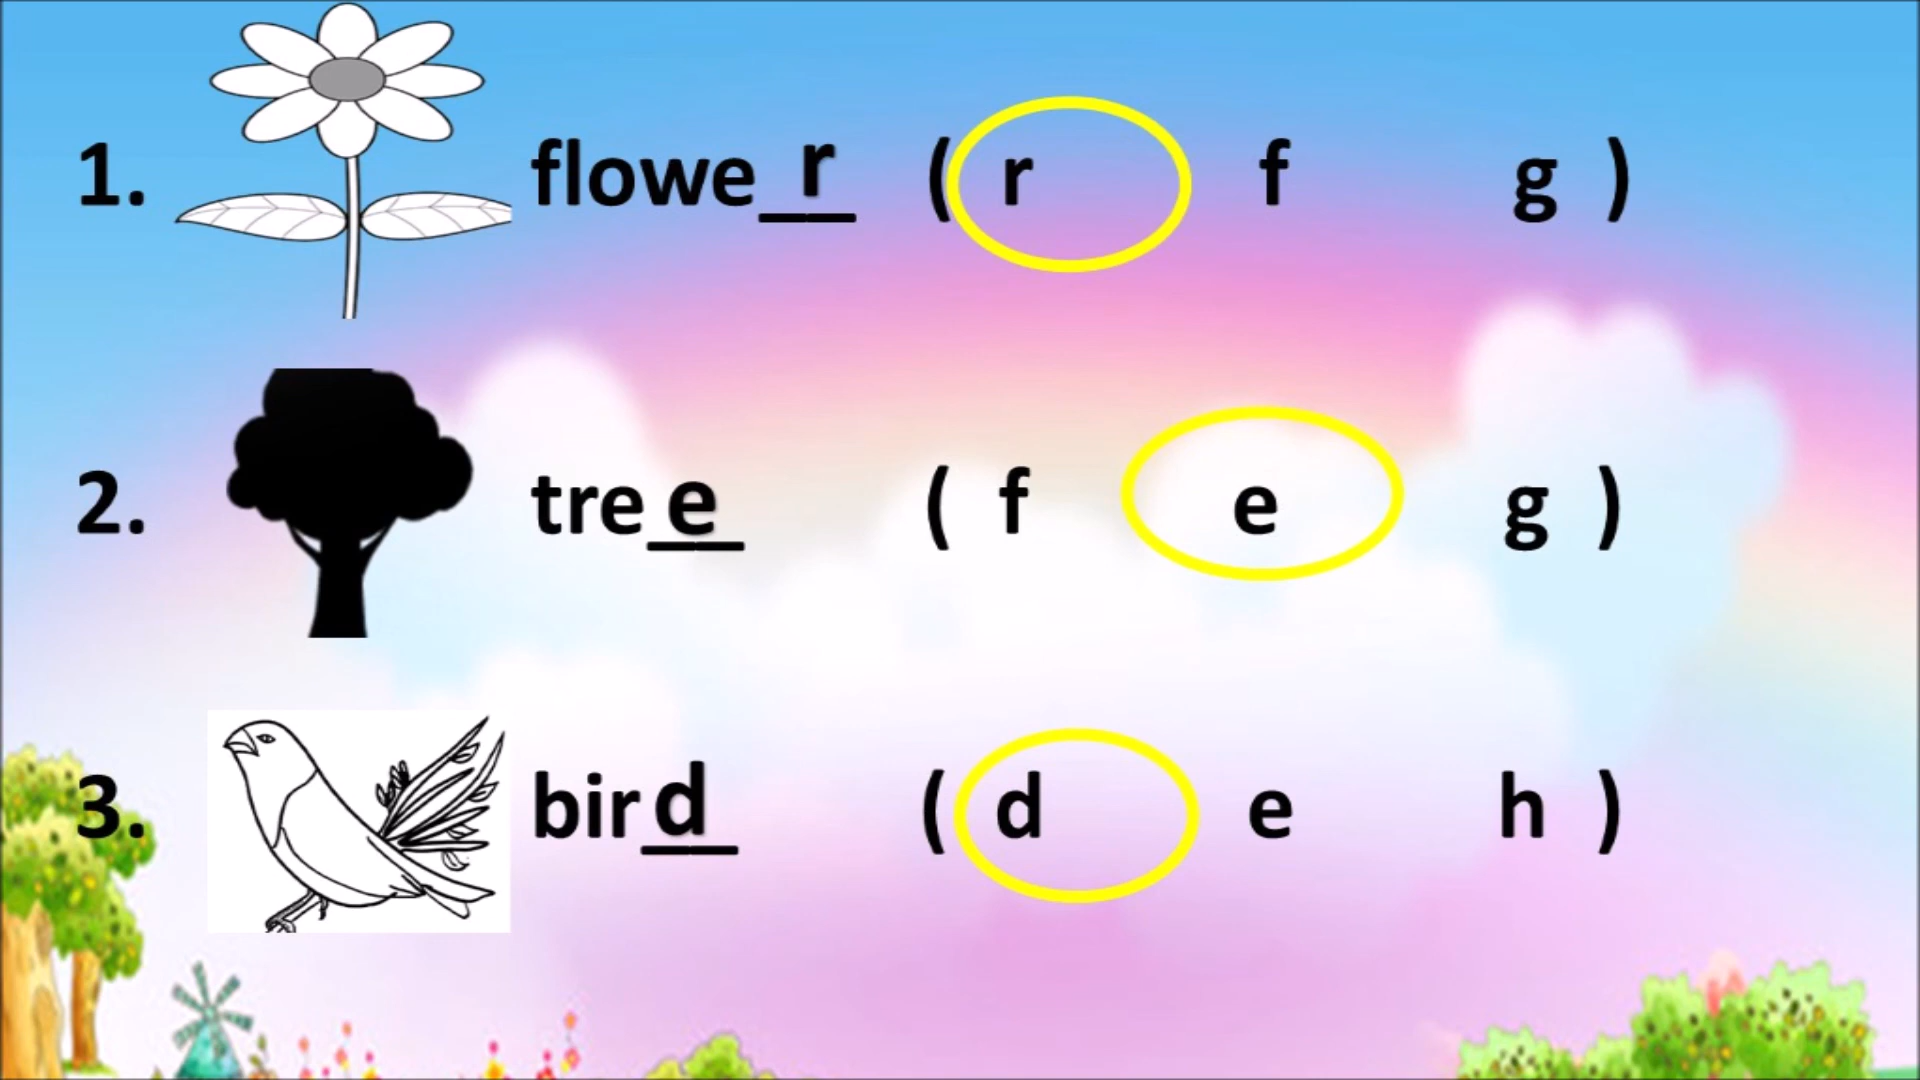 1. flower ( r f g )
2. tree ( f e g )
3. bird ( d e h )